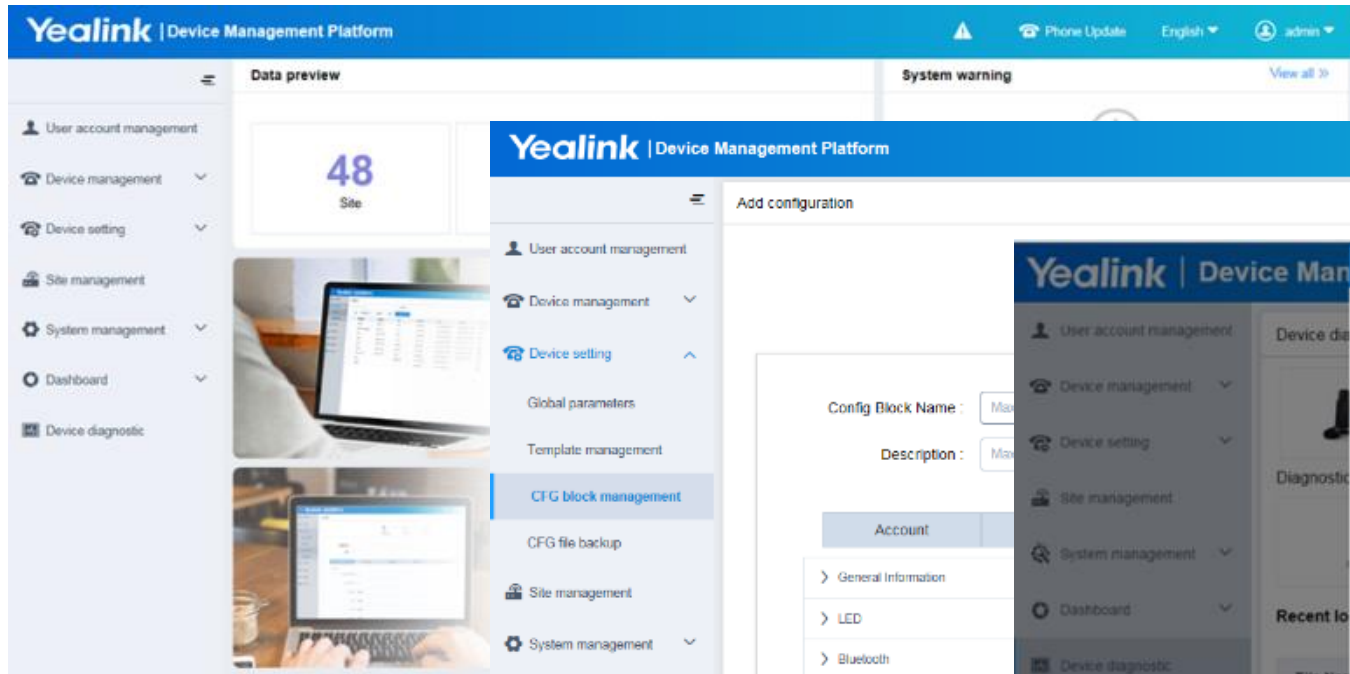 Yealink | Device Management Platform
Phone Update
English
admin
Data preview
System warning
View all
User account management
Device management
Device setting
Site management
System management
Dashboard
Device diagnostic
48
Site
Yealink | Device Management Platform
Add configuration
User account management
Device management
Device setting
Global parameters
Template management
CFG block management
CFG file backup
Site management
System management
Config Block Name :
Description :
Account
General Information
LED
Bluetooth
Yealink | Device Man
User account management
Device management
Device setting
Site management
System management
Dashboard
Device diagnostic
Device dia
Diagnostic
Recent lo